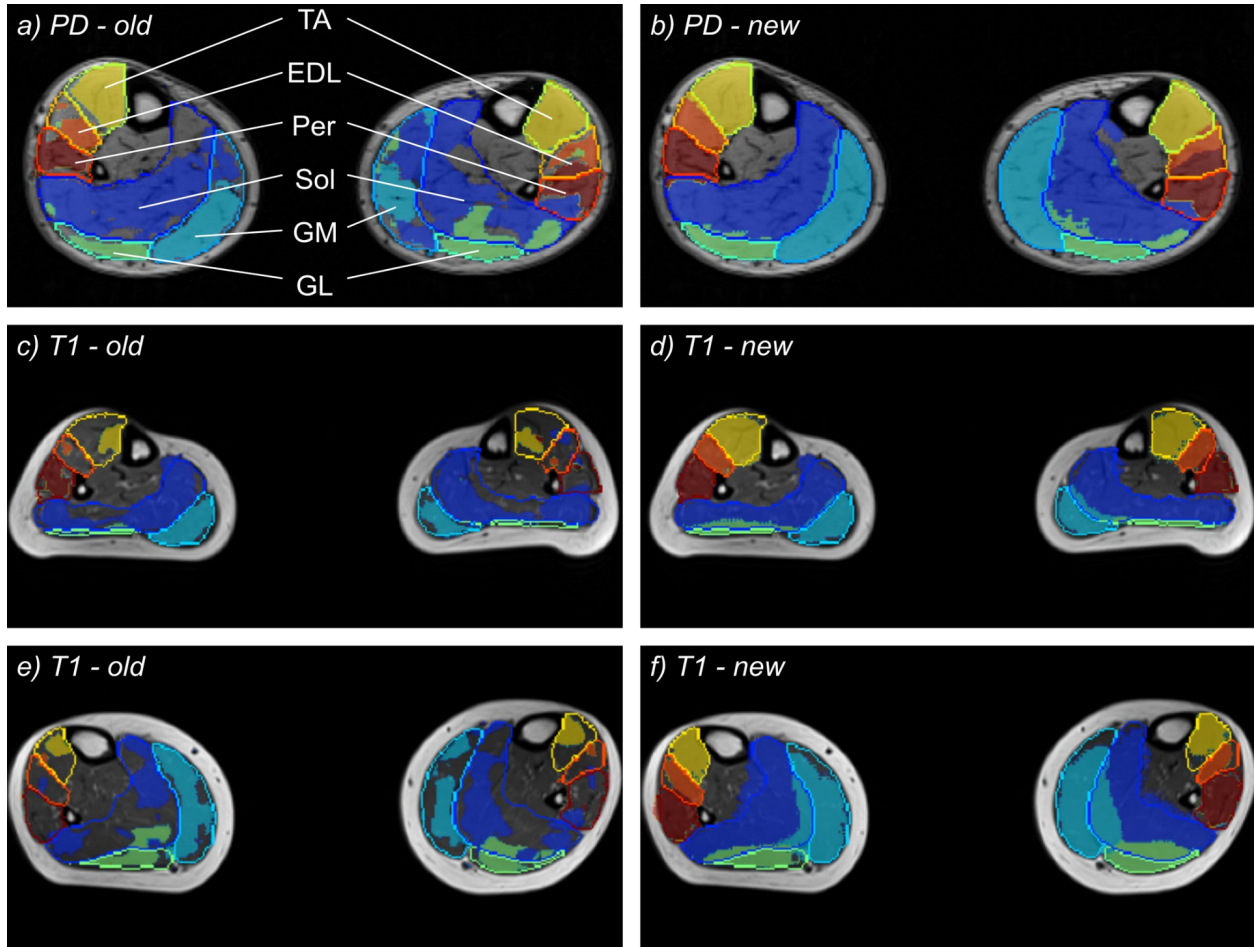 a) PD - old
TA
EDL
Per
Sol
GM
GL
b) PD - new
c) T1 - old
d) T1 - new
e) T1 - old
f) T1 - new